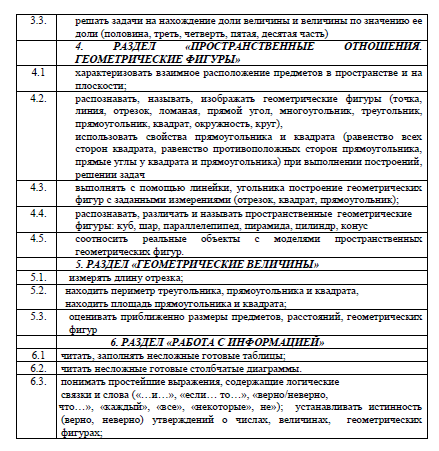 3.3. решать задачи на нахождение доли величины и величины по значению ее
доли (половина, треть, четверть, пятая, десятая часть)
4. РАЗДЕЛ «ПРОСТРАНСТВЕННЫЕ ОТНОШЕНИЯ.
ГЕОМЕТРИЧЕСКИЕ ФИГУРЫ»
4.1 характеризовать взаимное расположение предметов в пространстве и на
плоскости;
4.2. распознавать, называть, изображать геометрические фигуры (точка,
линия, отрезок, ломаная, прямой угол, многоугольник, треугольник,
прямоугольник, квадрат, окружность, круг),
использовать свойства прямоугольника и квадрата (равенство всех
сторон квадрата, равенство противоположных сторон прямоугольника,
прямые углы у квадрата и прямоугольника) при выполнении построений,
решении задач
4.3. выполнять с помощью линейки, угольника построение геометрических
фигур с заданными измерениями (отрезок, квадрат, прямоугольник);
4.4. распознавать, различать и называть пространственные геометрические
фигуры: куб, шар, параллелепипед, пирамида, цилиндр, конус
4.5. соотносить реальные объекты с моделями пространственных
геометрических фигур.
5. РАЗДЕЛ «ГЕОМЕТРИЧЕСКИЕ ВЕЛИЧИНЫ»
5.1. измерять длину отрезка;
5.2. находить периметр треугольника, прямоугольника и квадрата,
находить площадь прямоугольника и квадрата;
5.3. оценивать приближенно размеры предметов, расстояний, геометрических
фигур
6. РАЗДЕЛ «РАБОТА С ИНФОРМАЦИЕЙ»
6.1 читать, заполнять несложные готовые таблицы;
6.2. читать несложные готовые столбчатые диаграммы.
6.3. понимать простейшие выражения, содержащие логические
связки и слова («…и…», «если… то…», «верно/неверно,
что…», «каждый», «все», «некоторые», не»); устанавливать истинность
(верно, неверно) утверждений о числах, величинах, геометрических
фигурах;